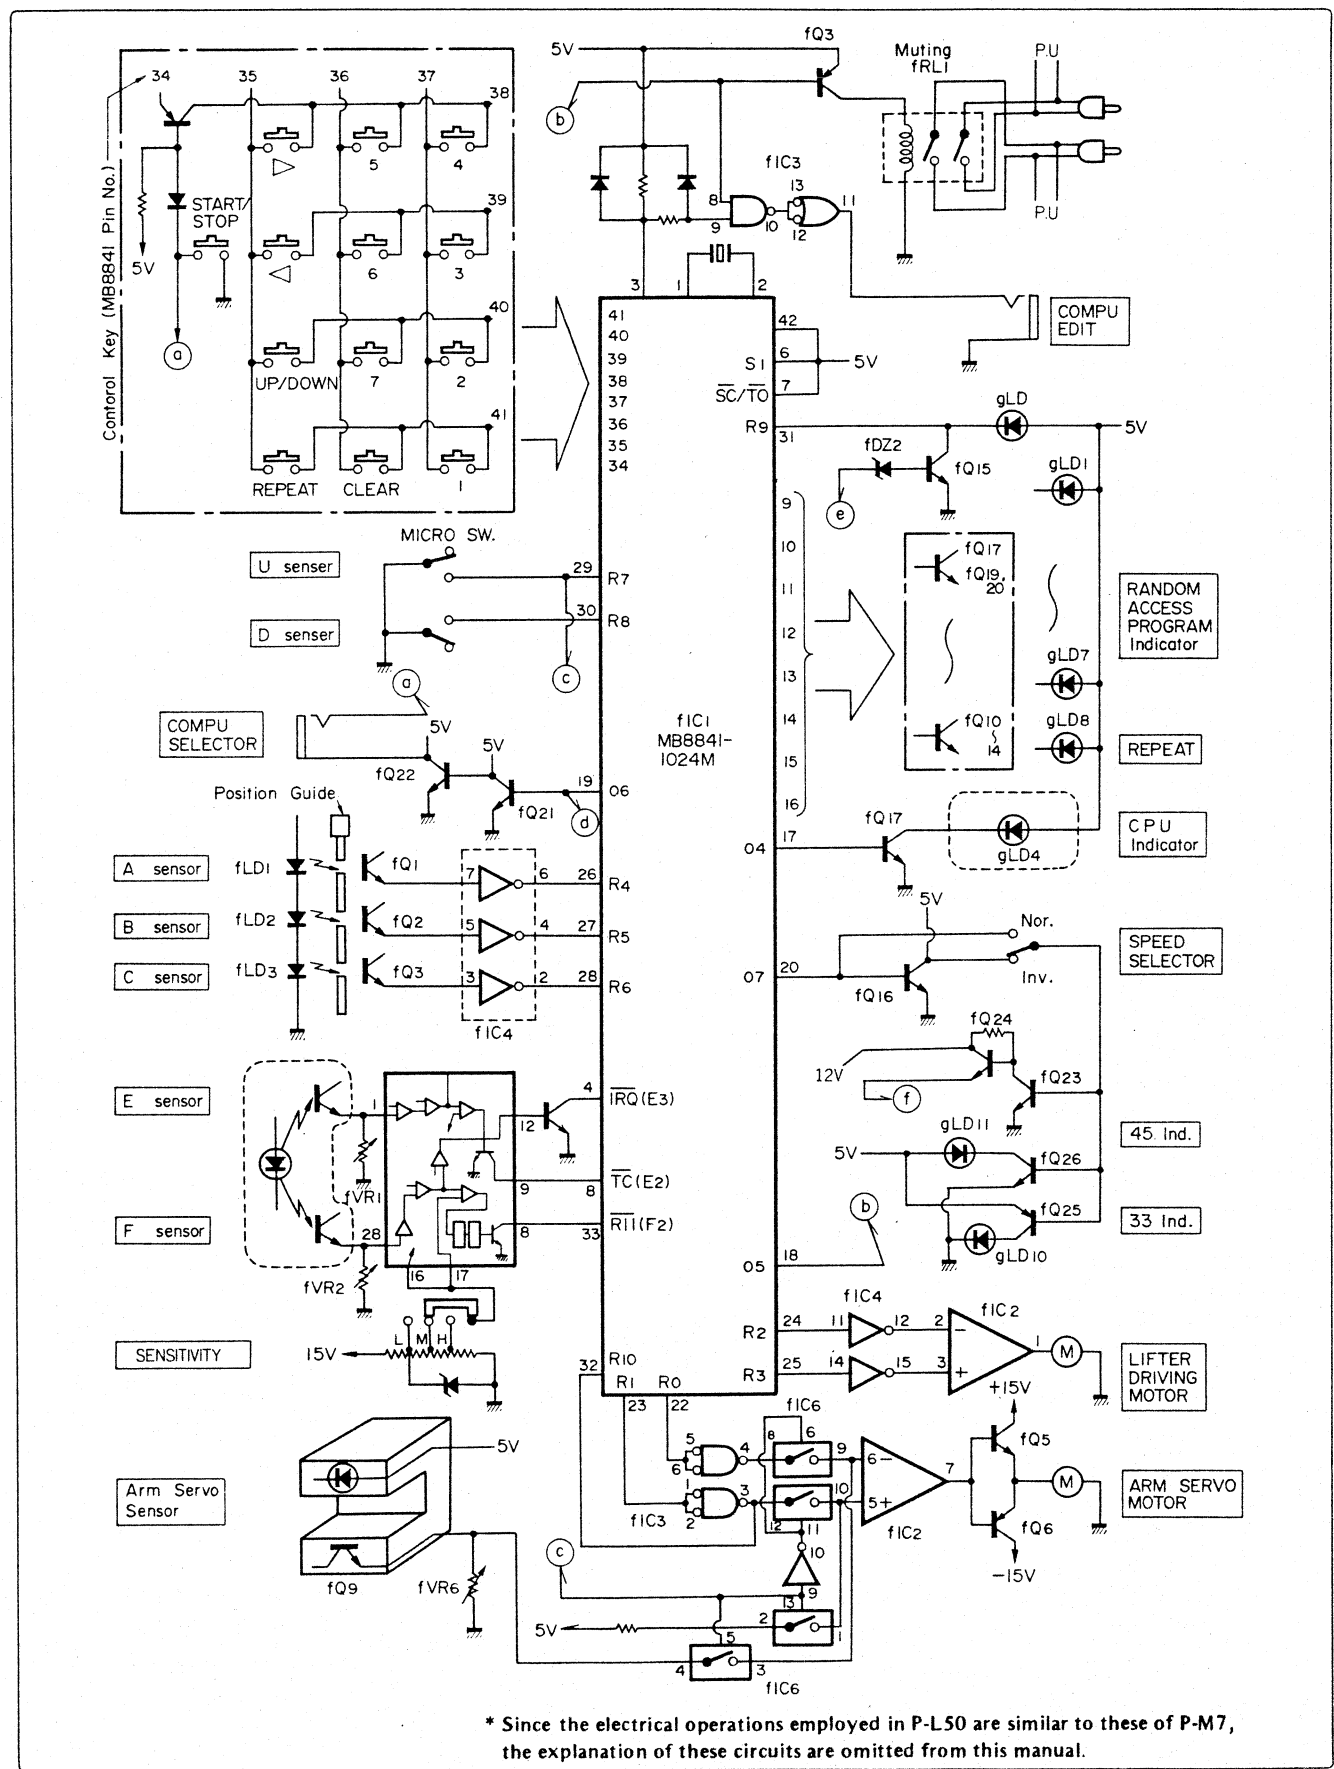 Contorol Key (MB8841 Pin No.)
34 35 36 37
38
▷ 5 4
START/
STOP
39
5V
◁ 6 3
40
a
UP/DOWN 7 2
41
REPEAT CLEAR 1
5V
fQ3
b
Muting
fRL1
P.U
P.U
fIC3
8
9
10
13
12
11
3 1 2
COMPU
EDIT
41
40
39
38
37
36
35
34
42
S1 6
5V
7
SC/TO
R9
31
gLD
5V
fDZ2
fQ15
gLD1
e
9
10
11
12
13
14
15
16
fQ17
fQ19,
20
fQ10
~
14
RANDOM
ACCESS
PROGRAM
Indicator
gLD7
gLD8
REPEAT
MICRO SW.
U senser
29 R7
30 R8
D senser
c
a
COMPU
SELECTOR
5V
5V
fQ22
fQ21
19 O6
d
fIC1
MB8841-
1024M
Position Guide
A sensor
fLD1
fQ1
7 6 26 R4
B sensor
fLD2
fQ2
5 4 27 R5
C sensor
fLD3
fQ3
3 2 28 R6
fIC4
O4 17
fQ17
gLD4
CPU
Indicator
5V
Nor.
Inv.
SPEED
SELECTOR
O7 20
fQ16
fQ24
12V
f
fQ23
gLD11
45 Ind.
5V
fQ26
fQ25
33 Ind.
gLD10
b
O5 18
E sensor
1
fVR1
12
4 IRQ(E3)
9 8 TC(E2)
8 33 RI1(F2)
F sensor
28
fVR2
16 17
L M H
SENSITIVITY
15V
fIC4
R2 24 11 12 2 −
fIC2
1 M
R3 25 14 15 3 +
LIFTER
DRIVING
MOTOR
32 R10
R1 R0
23 22
+15V
fIC6
8 6
5
6
4
9
6 −
7
fQ5
M
ARM SERVO
MOTOR
1
2
3
10
5 +
12 11
fIC3
fIC2
fQ6
−15V
Arm Servo
Sensor
5V
fQ9
fVR6
c
10
9
13
5V
2
1
5
4
3
fIC6
* Since the electrical operations employed in P-L50 are similar to these of P-M7,
the explanation of these circuits are omitted from this manual.